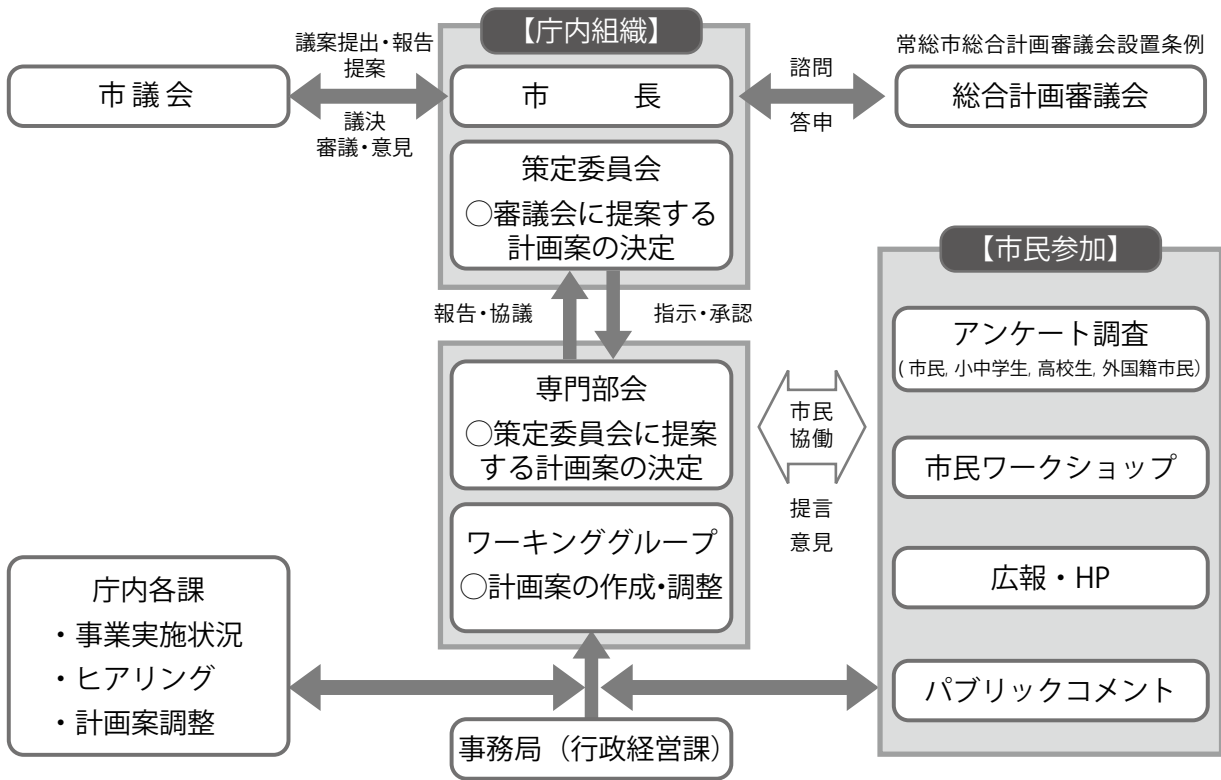 【庁内組織】
議案提出・報告
提案
市議会
議決
審議・意見
市　　長
諮問
答申
常総市総合計画審議会設置条例
総合計画審議会
策定委員会
○審議会に提案する
計画案の決定
報告・協議
指示・承認
専門部会
○策定委員会に提案
する計画案の決定
ワーキンググループ
○計画案の作成・調整
市民
協働
提言
意見
【市民参加】
アンケート調査
(市民, 小中学生, 高校生, 外国籍市民)
市民ワークショップ
広報・HP
パブリックコメント
庁内各課
・事業実施状況
・ヒアリング
・計画案調整
事務局（行政経営課）